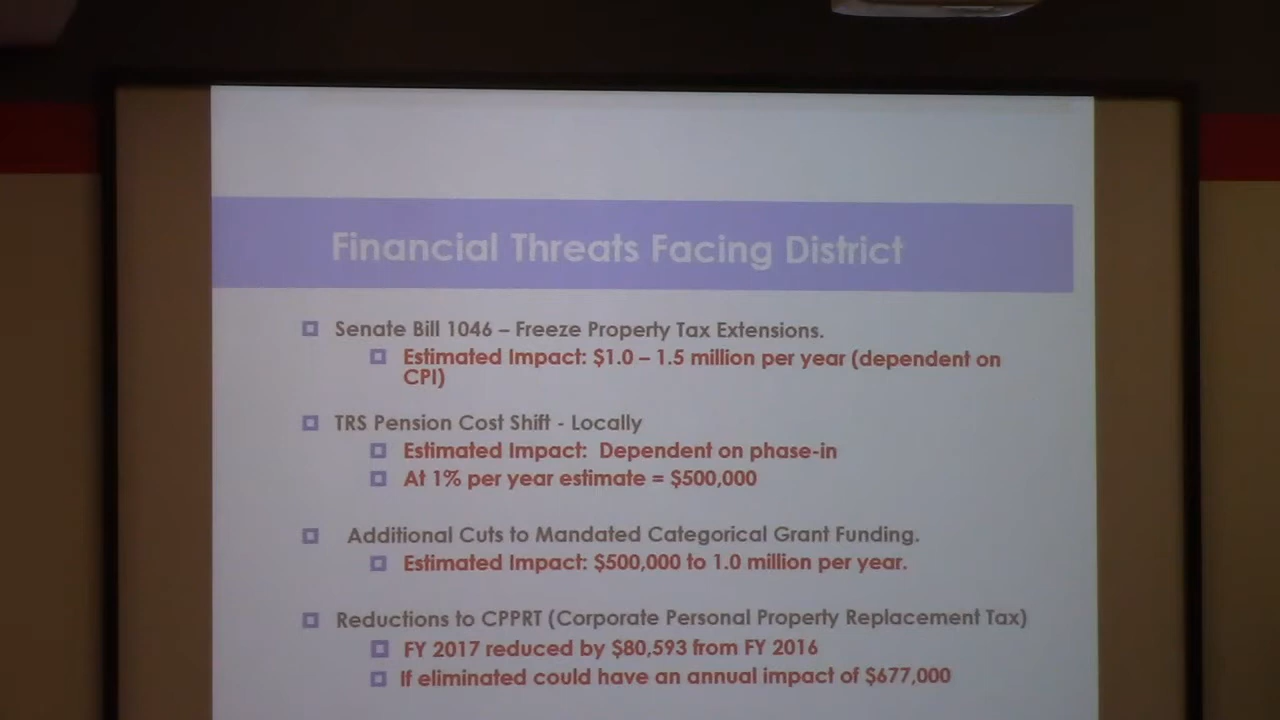 Financial Threats Facing District
Senate Bill 1046 – Freeze Property Tax Extensions.
Estimated Impact: $1.0 – 1.5 million per year (dependent on
CPI)
TRS Pension Cost Shift - Locally
Estimated Impact: Dependent on phase-in
At 1% per year estimate = $500,000
Additional Cuts to Mandated Categorical Grant Funding.
Estimated Impact: $500,000 to 1.0 million per year.
Reductions to CPPRT (Corporate Personal Property Replacement Tax)
FY 2017 reduced by $80,593 from FY 2016
If eliminated could have an annual impact of $677,000